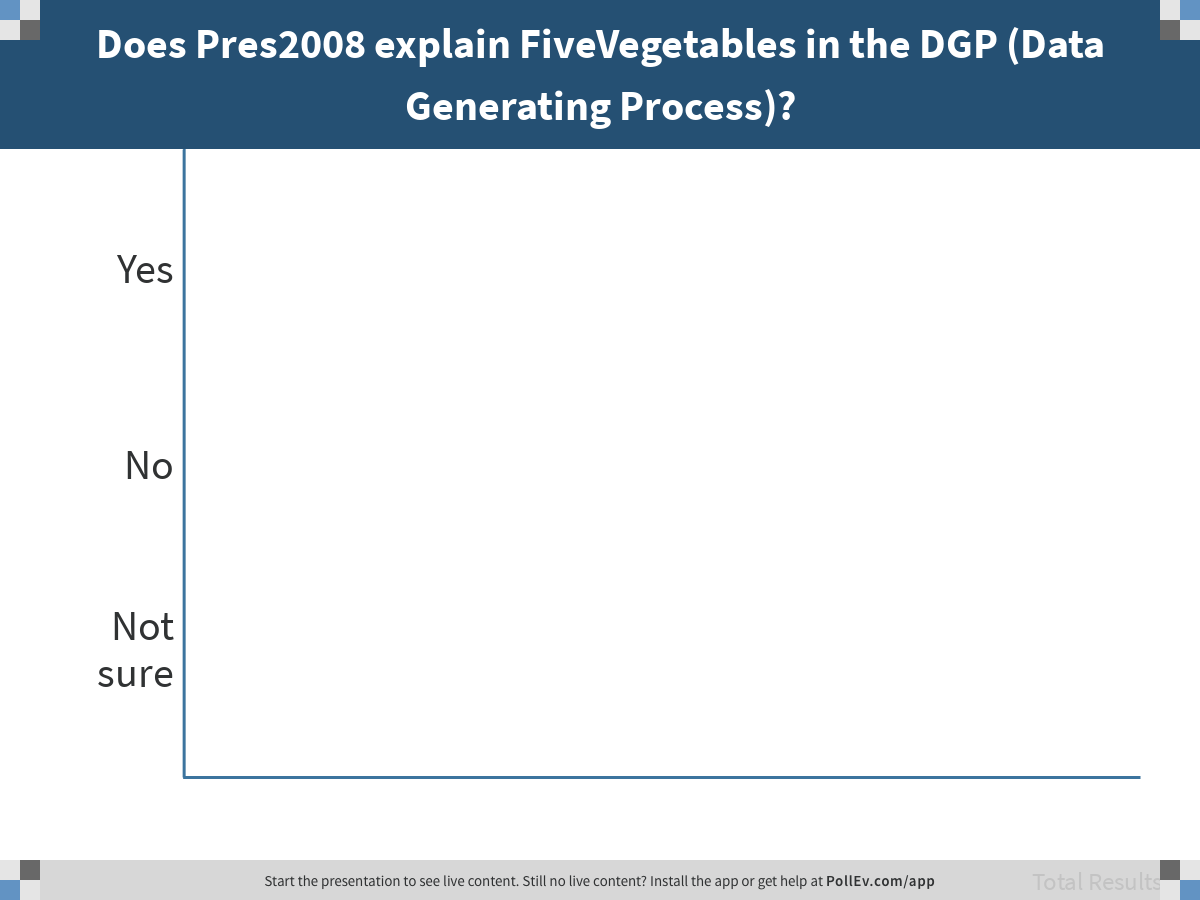 Does Pres2008 explain FiveVegetables in the DGP (Data
Generating Process)?
Yes
No
Not
sure
Start the presentation to see live content. Still no live content? Install the app or get help at PollEv.com/app
Total Results